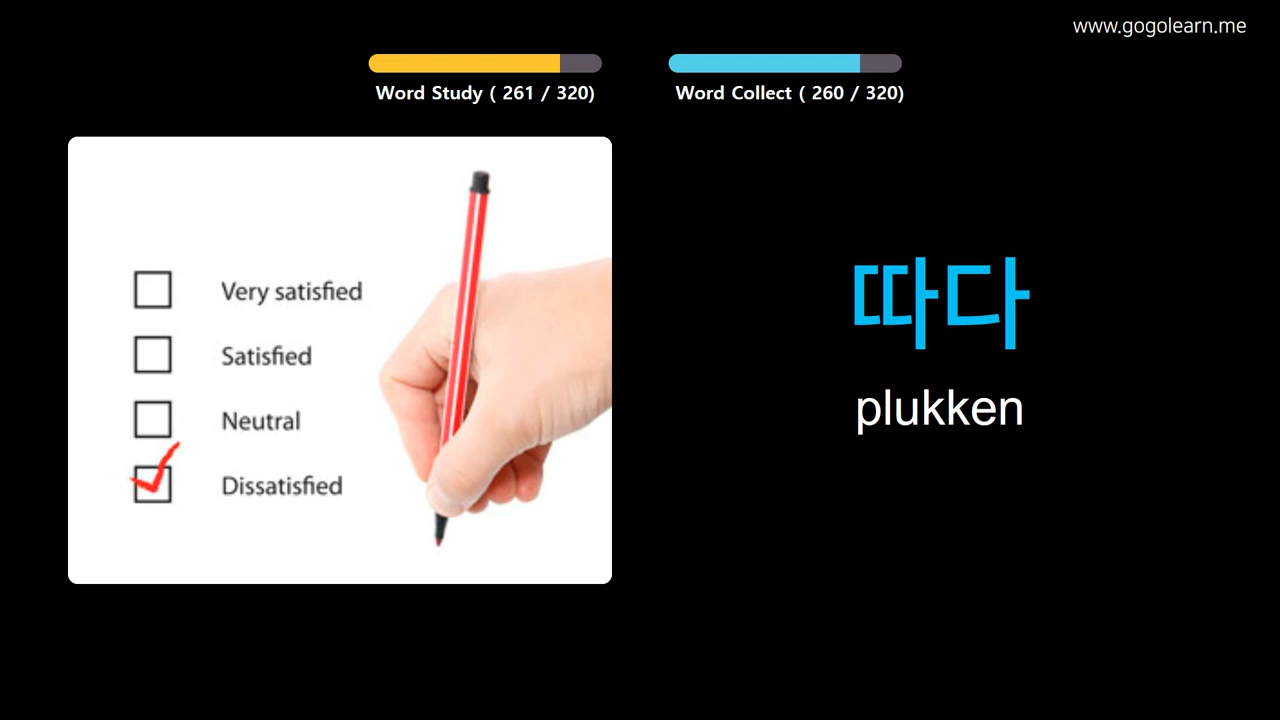 www.gogolearn.me
Word Study ( 261 / 320)
Word Collect ( 260 / 320)
Very satisfied
Satisfied
Neutral
Dissatisfied
따다
plukken